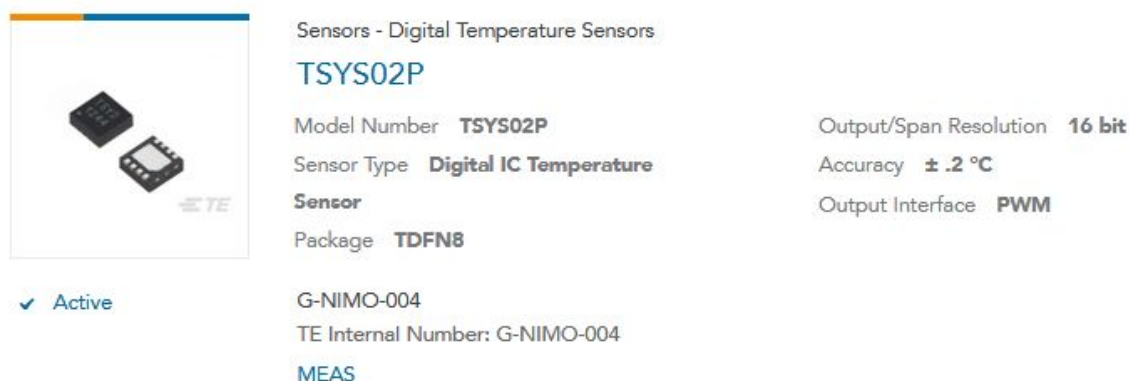 Sensors - Digital Temperature Sensors
TSYS02P
Model Number TSYS02P
Sensor Type Digital IC Temperature
Sensor
Package TDFN8
Output/Span Resolution 16 bit
Accuracy ± .2 °C
Output Interface PWM
TE
Active
G-NIMO-004
TE Internal Number: G-NIMO-004
MEAS